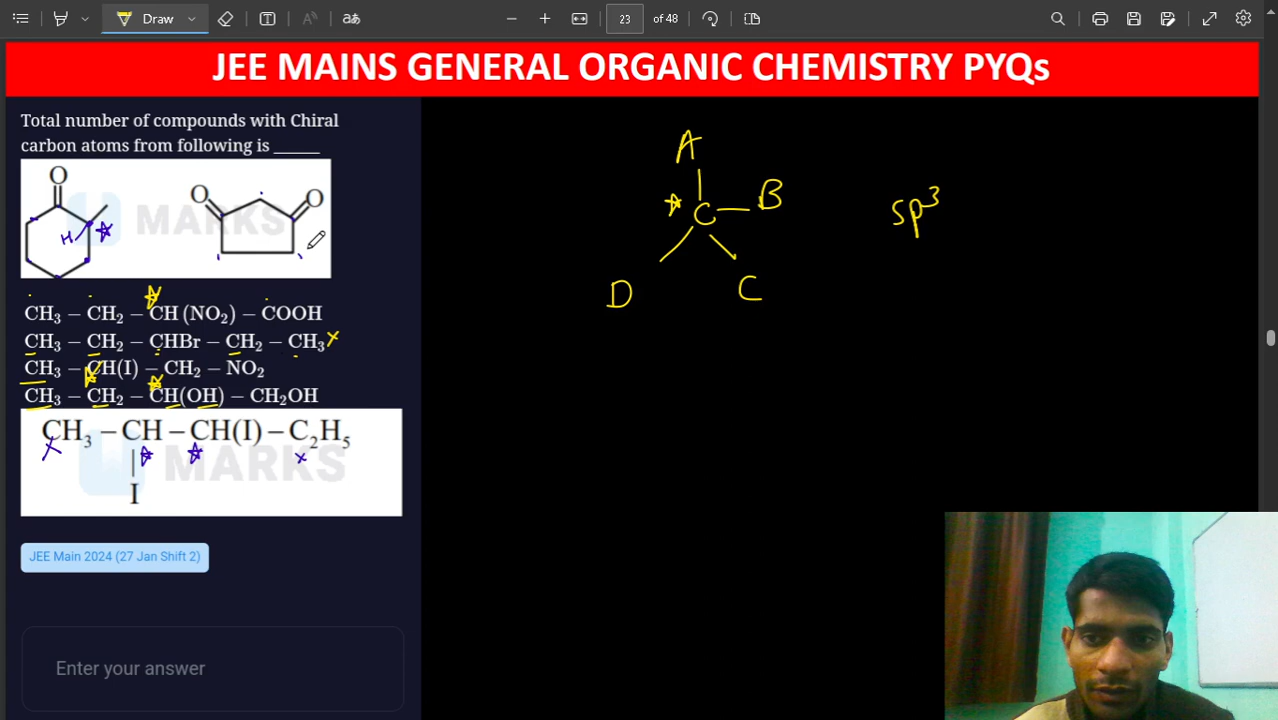 Draw
23 of 48
JEE MAINS GENERAL ORGANIC CHEMISTRY PYQs
Total number of compounds with Chiral
carbon atoms from following is ______
O
O O
H
MARKS
CH₃ − CH₂ − CH (NO₂) − COOH
CH₃ − CH₂ − CHBr − CH₂ − CH₃ ×
CH₃ − CH(I) − CH₂ − NO₂
CH₃ − CH₂ − CH(OH) − CH₂OH
CH₃ − CH − CH(I) − C₂H₅
|
I
MARKS
JEE Main 2024 (27 Jan Shift 2)
Enter your answer
A
C — B
D C
sp³